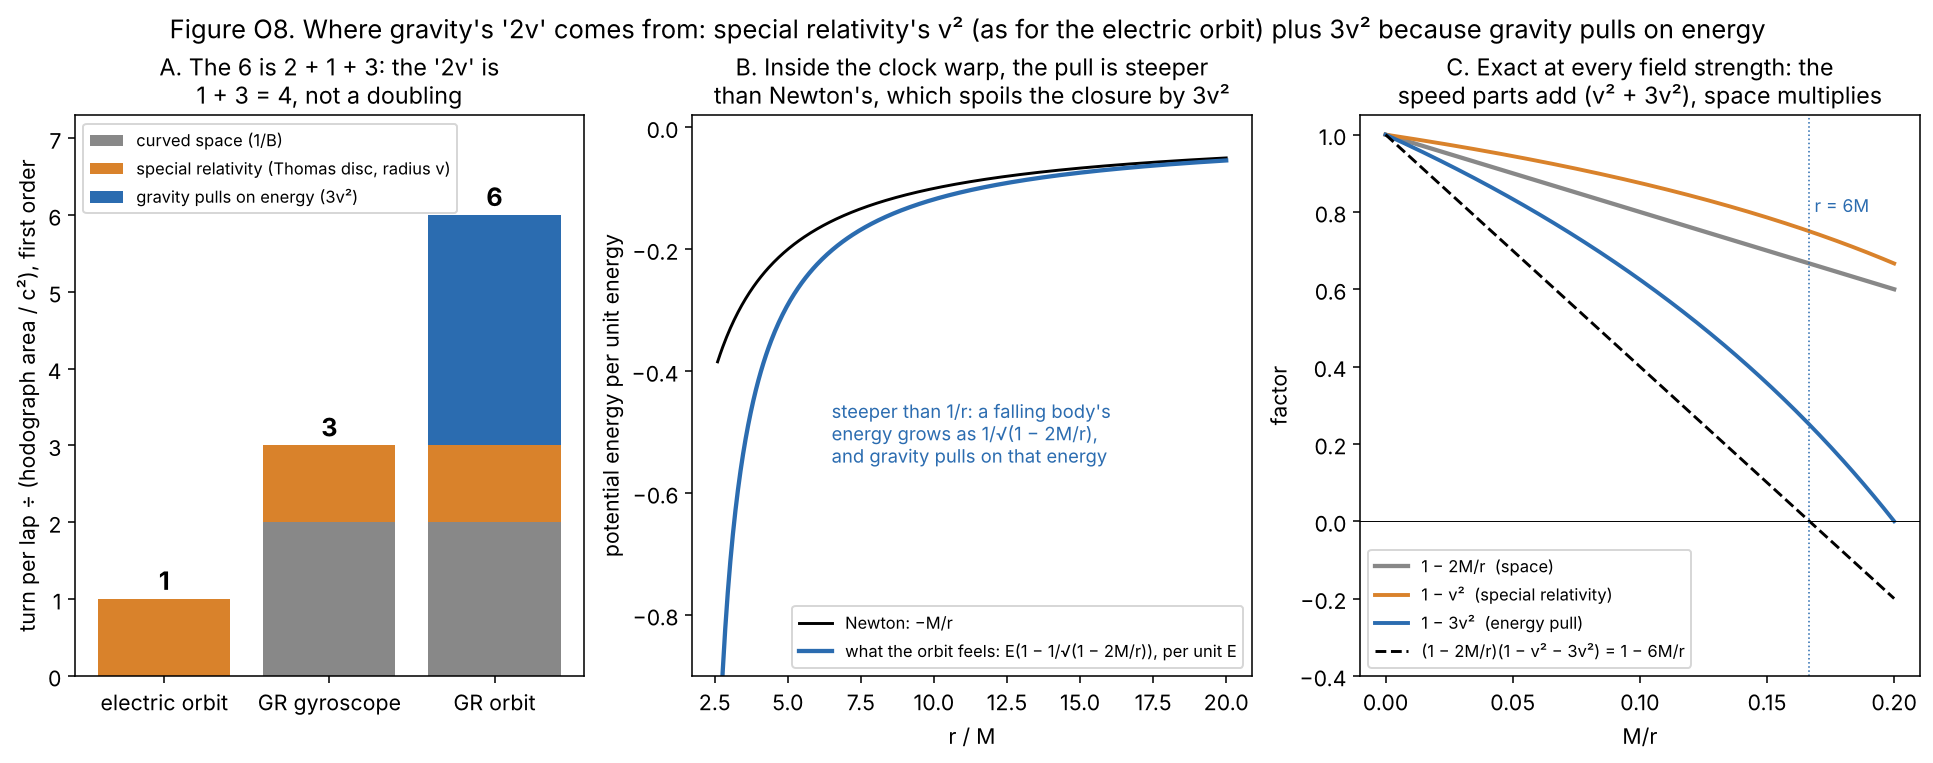 Figure O8. Where gravity's '2v' comes from: special relativity's v² (as for the electric orbit) plus 3v² because gravity pulls on energy
A. The 6 is 2 + 1 + 3: the '2v' is
1 + 3 = 4, not a doubling
turn per lap ÷ (hodograph area / c²), first order
7
6
5
4
3
2
1
0
curved space (1/B)
special relativity (Thomas disc, radius v)
gravity pulls on energy (3v²)
1
3
6
electric orbit
GR gyroscope
GR orbit
B. Inside the clock warp, the pull is steeper
than Newton's, which spoils the closure by 3v²
potential energy per unit energy
0.0
−0.2
−0.4
−0.6
−0.8
steeper than 1/r: a falling body's
energy grows as 1/√(1 − 2M/r),
and gravity pulls on that energy
Newton: −M/r
what the orbit feels: E(1 − 1/√(1 − 2M/r)), per unit E
2.5 5.0 7.5 10.0 12.5 15.0 17.5 20.0
r / M
C. Exact at every field strength: the
speed parts add (v² + 3v²), space multiplies
factor
1.0
0.8
0.6
0.4
0.2
0.0
−0.2
−0.4
r = 6M
1 − 2M/r (space)
1 − v² (special relativity)
1 − 3v² (energy pull)
(1 − 2M/r)(1 − v² − 3v²) = 1 − 6M/r
0.00 0.05 0.10 0.15 0.20
M/r